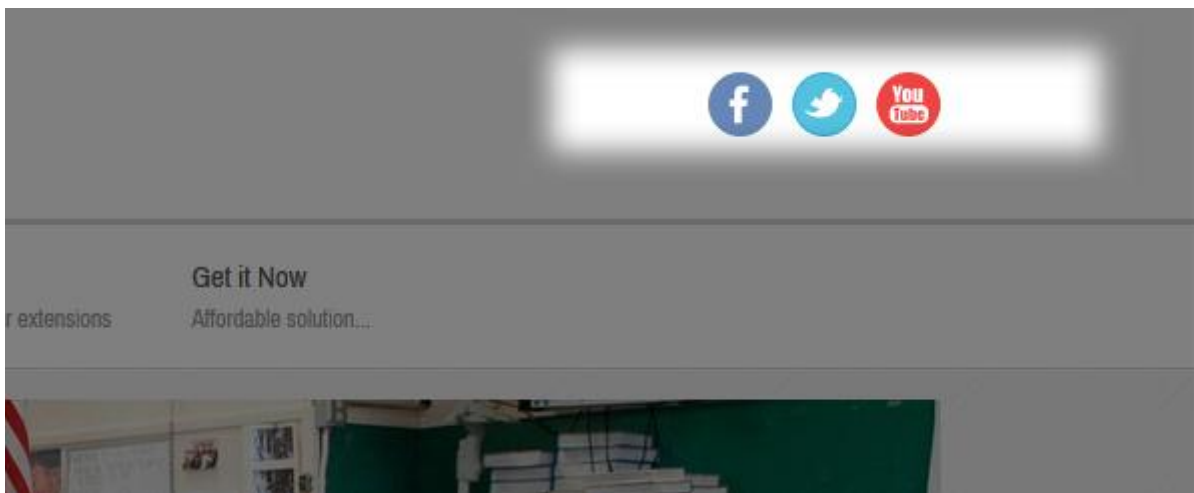 f
You
Tube
Get it Now
r extensions
Affordable solution...